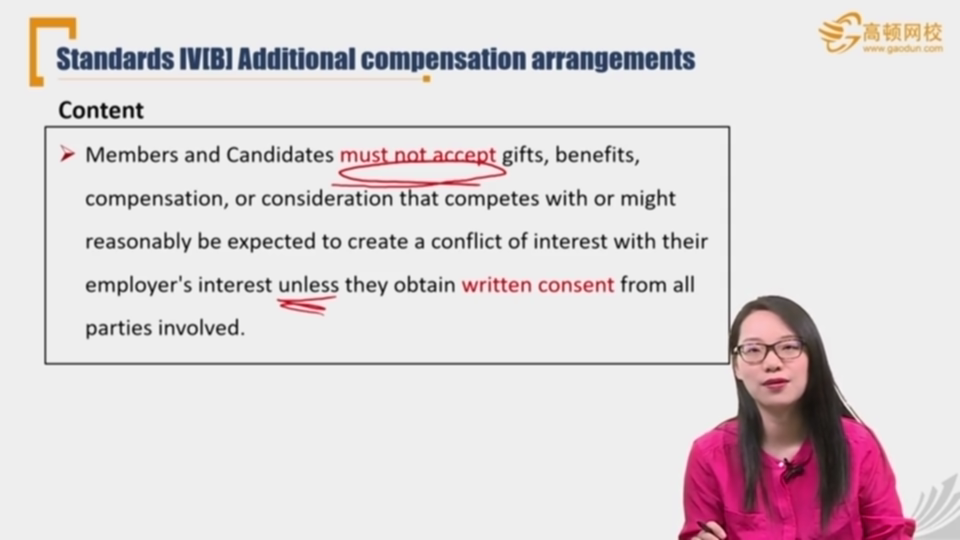 高顿网校
www.gaodun.com
Standards IV[B] Additional compensation arrangements
Content
Members and Candidates must not accept gifts, benefits,
compensation, or consideration that competes with or might
reasonably be expected to create a conflict of interest with their
employer's interest unless they obtain written consent from all
parties involved.